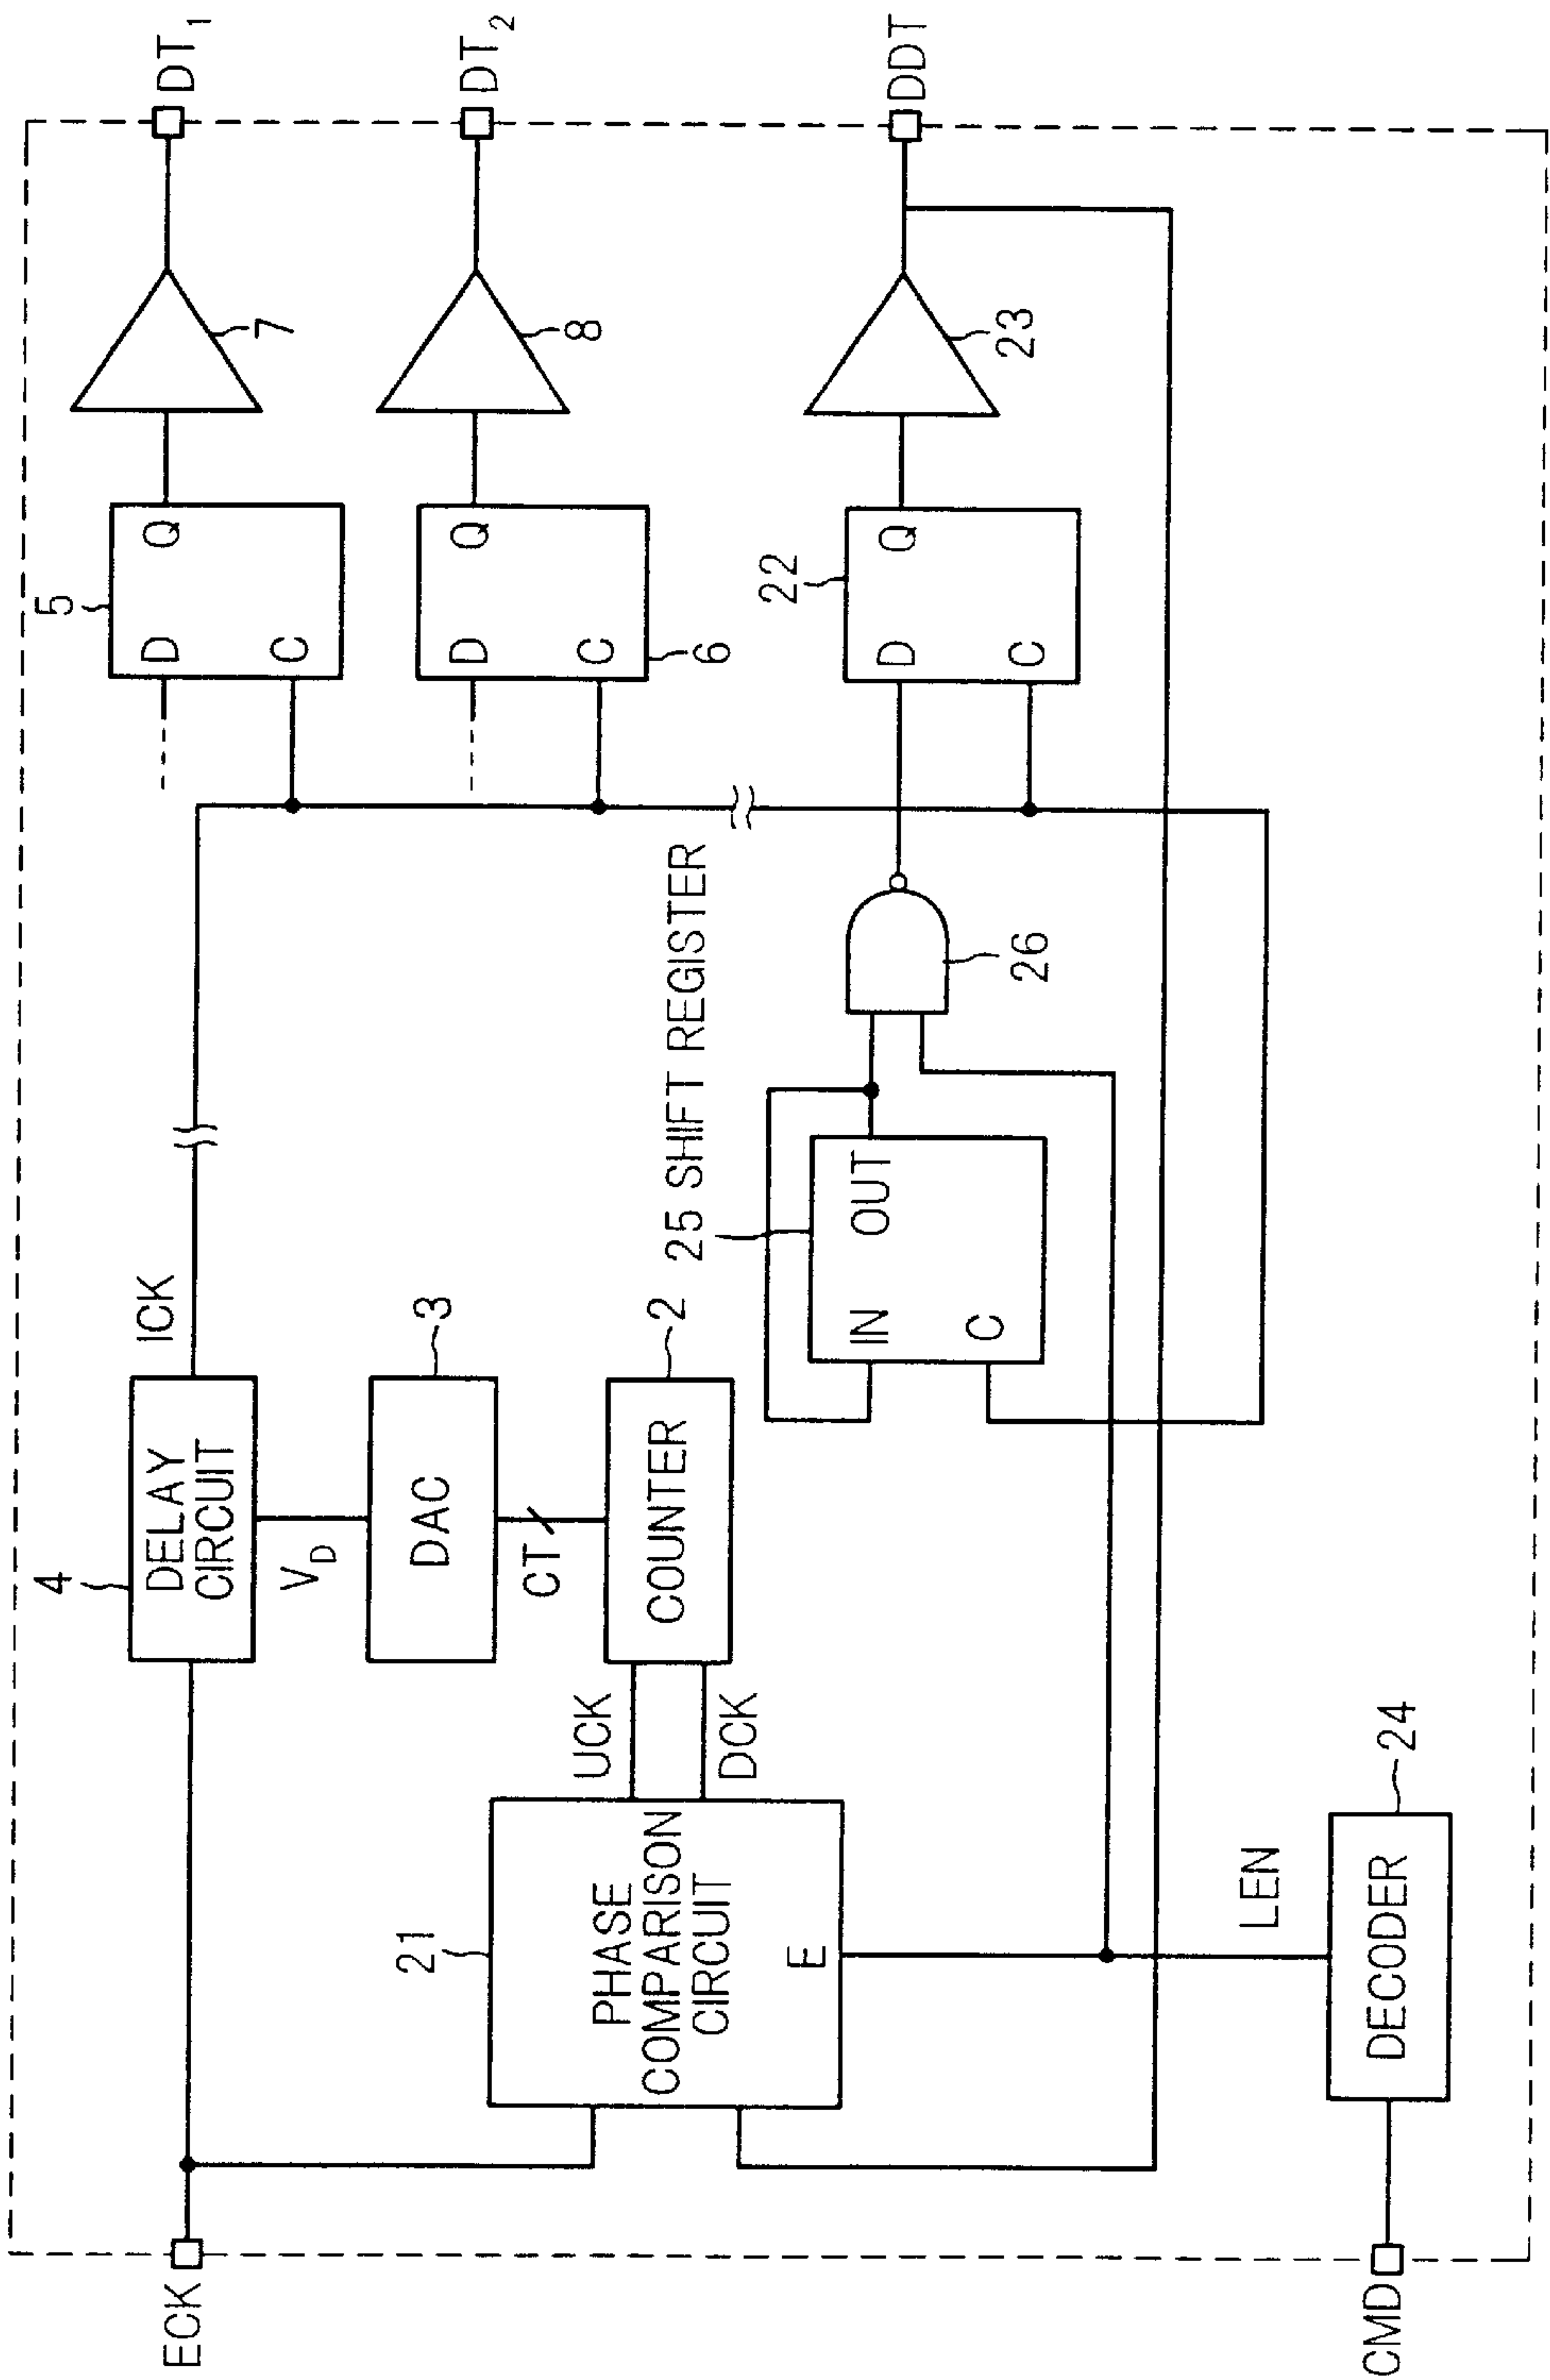 ECK
CMD
4
DELAY
CIRCUIT
ICK
V_D
DAC
3
CT
COUNTER
2
UCK
DCK
21
PHASE
COMPARISON
CIRCUIT
E
LEN
DECODER
24
25 SHIFT REGISTER
IN
OUT
C
26
5
D
Q
C
7
DT₁
D
Q
C
6
8
DT₂
22
D
Q
C
23
DDT